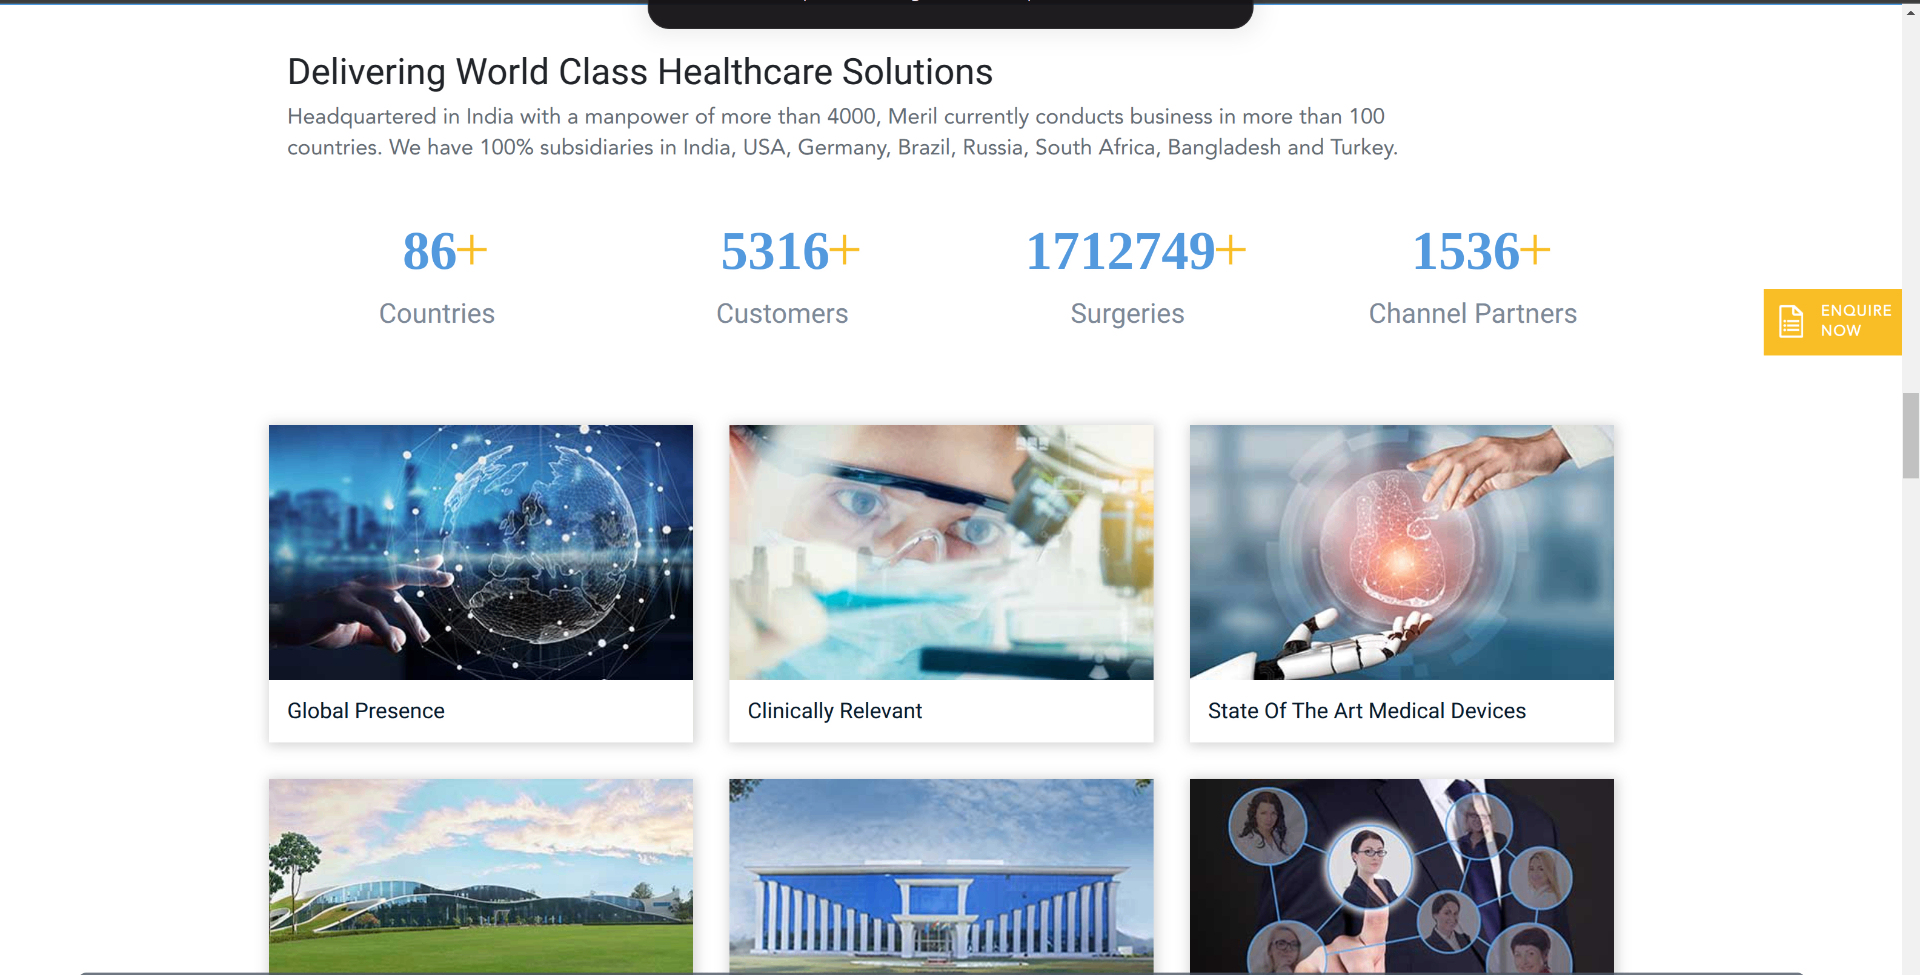 Delivering World Class Healthcare Solutions
Headquartered in India with a manpower of more than 4000, Meril currently conducts business in more than 100
countries. We have 100% subsidiaries in India, USA, Germany, Brazil, Russia, South Africa, Bangladesh and Turkey.
86+
Countries
5316+
Customers
1712749+
Surgeries
1536+
Channel Partners
ENQUIRE
NOW
Global Presence
Clinically Relevant
State Of The Art Medical Devices